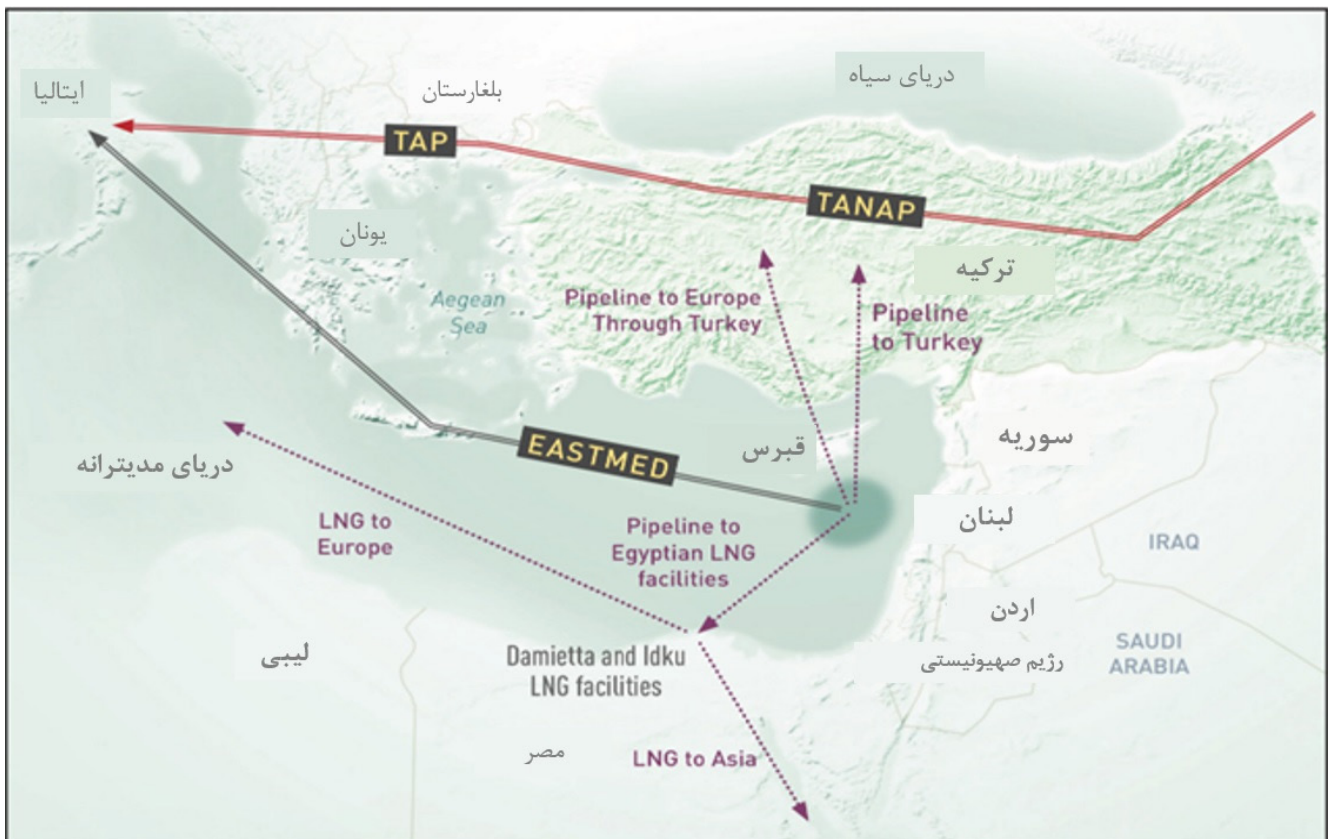 ایتالیا
بلغارستان
دریای سیاه
TAP
TANAP
یونان
ترکیه
Aegean
Sea
Pipeline to Europe
Through Turkey
Pipeline
to Turkey
قبرس
سوریه
EASTMED
دریای مدیترانه
LNG to
Europe
Pipeline to
Egyptian LNG
facilities
لبنان
IRAQ
اردن
لیبی
Damietta and Idku
LNG facilities
رژیم صهیونیستی
SAUDI
ARABIA
مصر
LNG to Asia